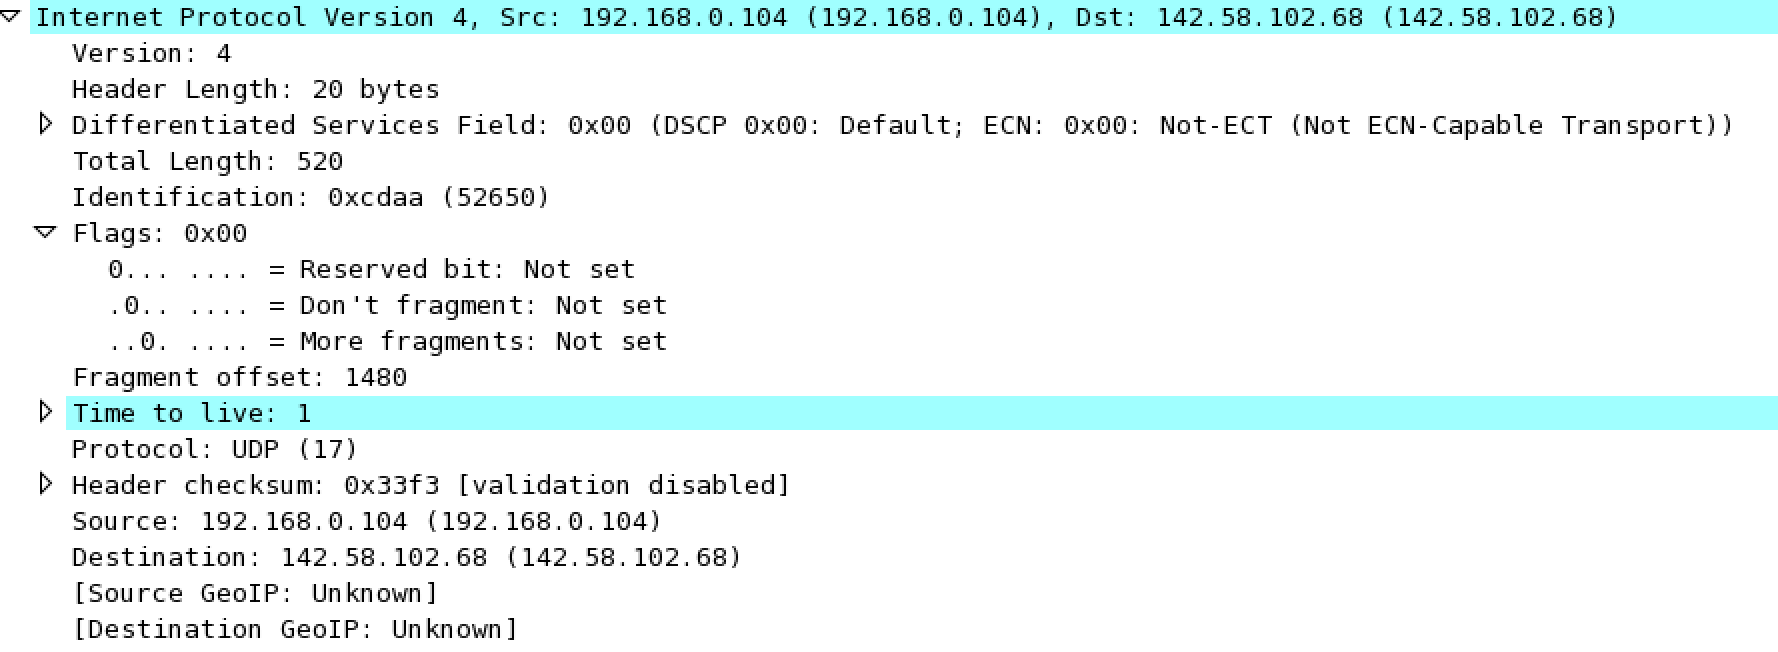 Internet Protocol Version 4, Src: 192.168.0.104 (192.168.0.104), Dst: 142.58.102.68 (142.58.102.68)
Version: 4
Header Length: 20 bytes
Differentiated Services Field: 0x00 (DSCP 0x00: Default; ECN: 0x00: Not-ECT (Not ECN-Capable Transport))
Total Length: 520
Identification: 0xcdaa (52650)
Flags: 0x00
0... .... = Reserved bit: Not set
.0.. .... = Don't fragment: Not set
..0. .... = More fragments: Not set
Fragment offset: 1480
Time to live: 1
Protocol: UDP (17)
Header checksum: 0x33f3 [validation disabled]
Source: 192.168.0.104 (192.168.0.104)
Destination: 142.58.102.68 (142.58.102.68)
[Source GeoIP: Unknown]
[Destination GeoIP: Unknown]